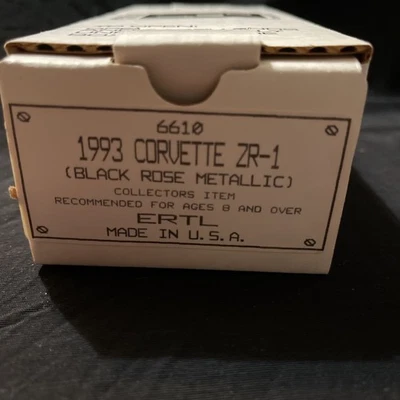 6610
1993 CORVETTE ZR-1
(BLACK ROSE METALLIC)
COLLECTORS ITEM
RECOMMENDED FOR AGES 8 AND OVER
ERTL
MADE IN U.S.A.